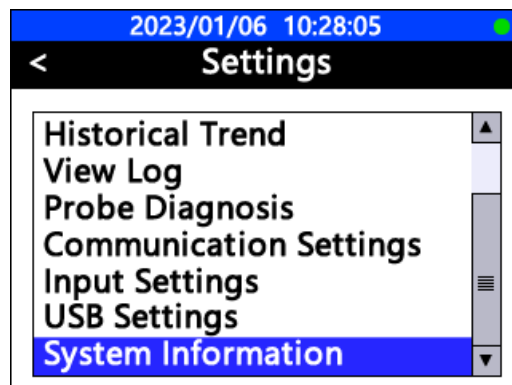 2023/01/06 10:28:05
< Settings
Historical Trend
View Log
Probe Diagnosis
Communication Settings
Input Settings
USB Settings
System Information